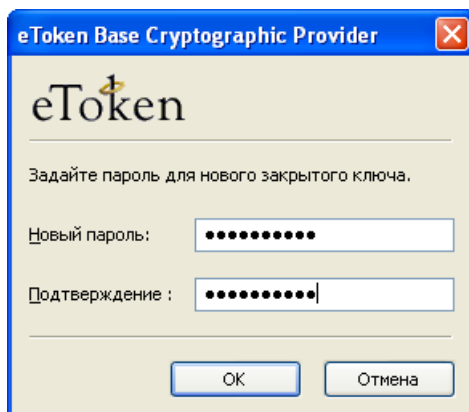 eToken Base Cryptographic Provider
eToken
Задайте пароль для нового закрытого ключа.
Новый пароль: ●●●●●●●●●●
Подтверждение : ●●●●●●●●●●
OK Отмена